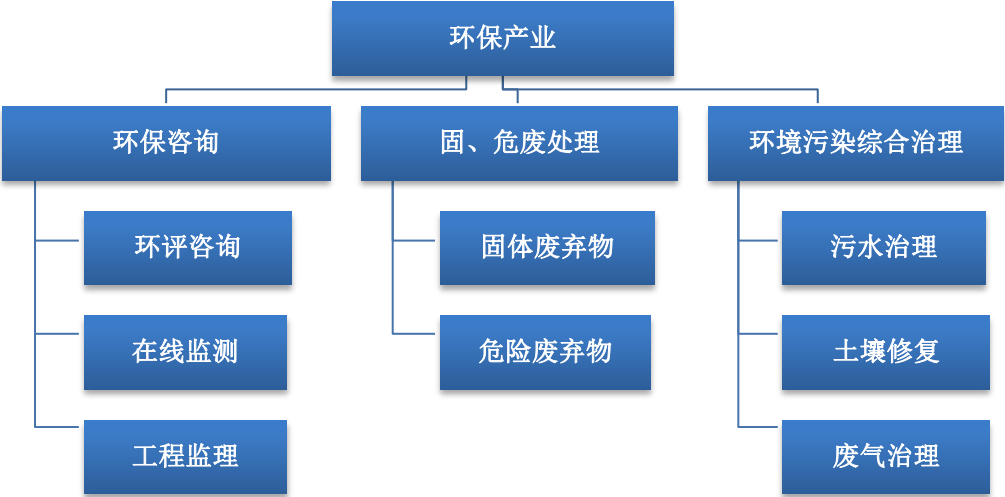 环保产业
环保咨询
固、危废处理
环境污染综合治理
环评咨询
固体废弃物
污水治理
在线监测
危险废弃物
土壤修复
工程监理
废气治理